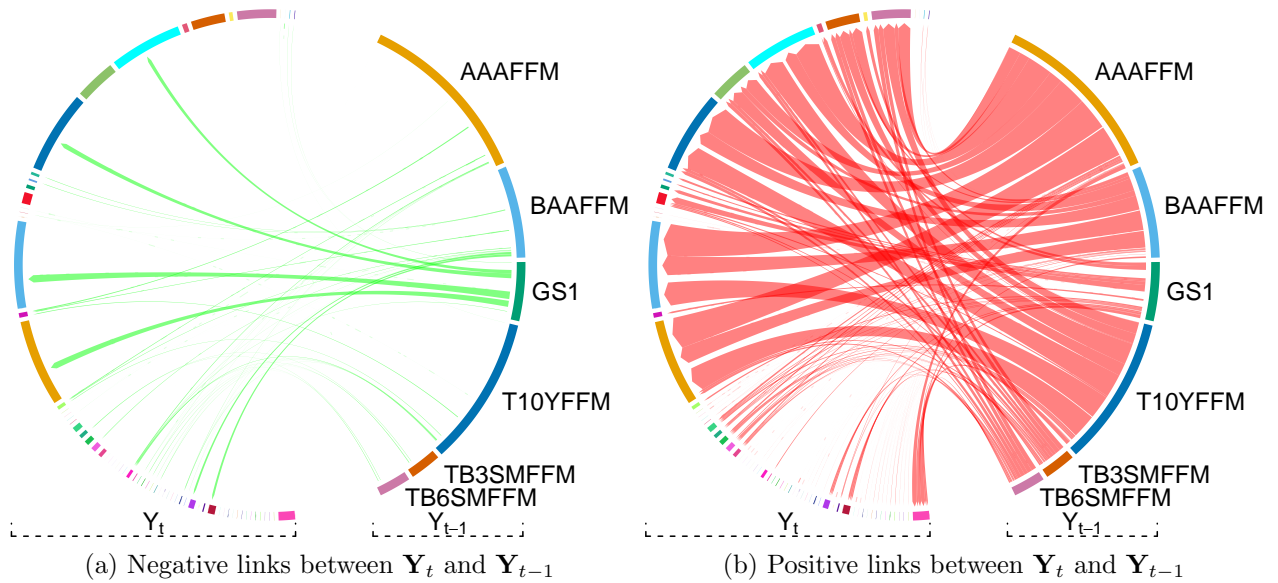 AAAFFM
BAAFFM
GS1
T10YFFM
TB3SMFFM
TB6SMFFM
Yt
Yt−1
(a) Negative links between Yt and Yt−1
AAAFFM
BAAFFM
GS1
T10YFFM
TB3SMFFM
TB6SMFFM
Yt
Yt−1
(b) Positive links between Yt and Yt−1